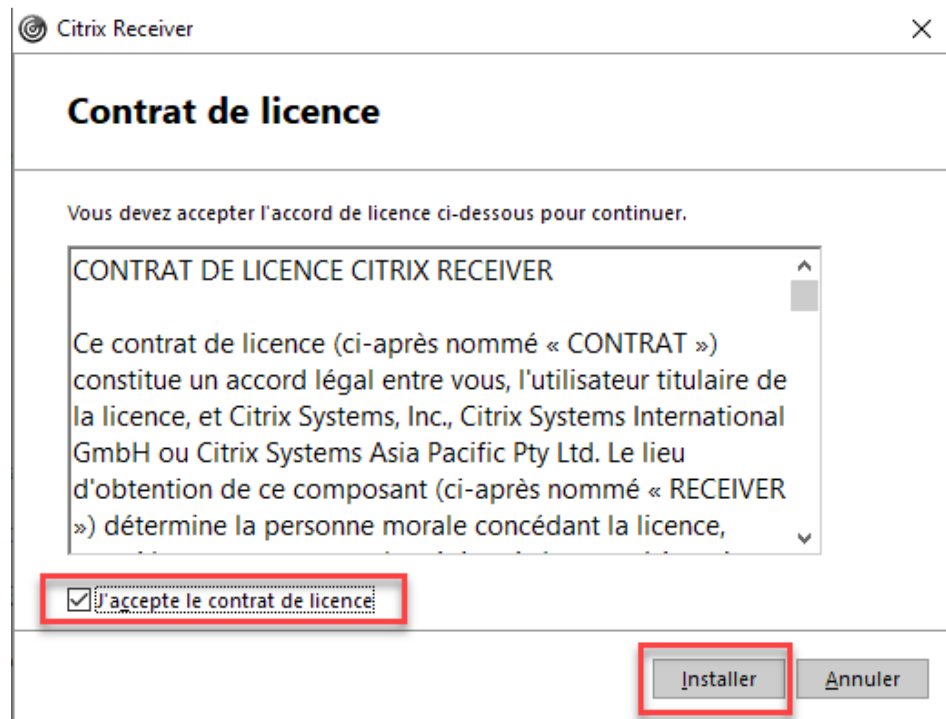 Citrix Receiver
Contrat de licence
Vous devez accepter l'accord de licence ci-dessous pour continuer.
CONTRAT DE LICENCE CITRIX RECEIVER
Ce contrat de licence (ci-après nommé « CONTRAT »)
constitue un accord légal entre vous, l'utilisateur titulaire de
la licence, et Citrix Systems, Inc., Citrix Systems International
GmbH ou Citrix Systems Asia Pacific Pty Ltd. Le lieu
d'obtention de ce composant (ci-après nommé « RECEIVER
») détermine la personne morale concédant la licence,
J'accepte le contrat de licence
Installer
Annuler